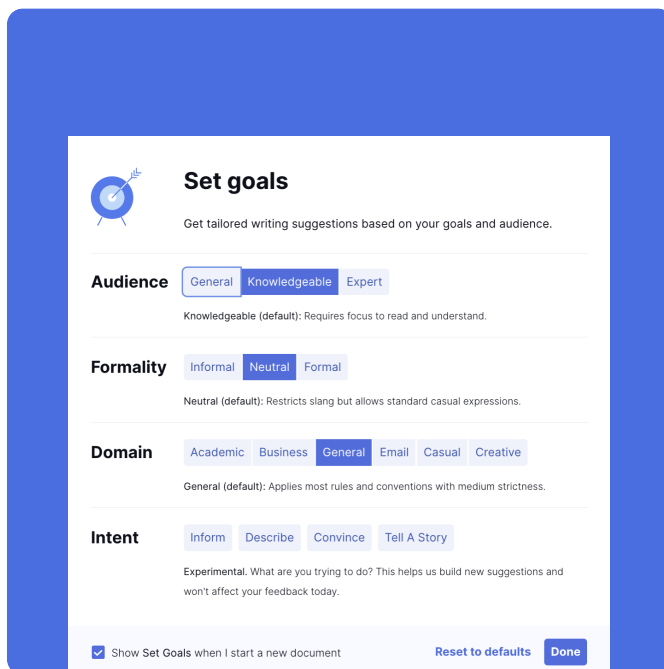 Set goals
Get tailored writing suggestions based on your goals and audience.
Audience General Knowledgeable Expert
Knowledgeable (default): Requires focus to read and understand.
Formality Informal Neutral Formal
Neutral (default): Restricts slang but allows standard casual expressions.
Domain Academic Business General Email Casual Creative
General (default): Applies most rules and conventions with medium strictness.
Intent Inform Describe Convince Tell A Story
Experimental. What are you trying to do? This helps us build new suggestions and
won't affect your feedback today.
Show Set Goals when I start a new document Reset to defaults Done